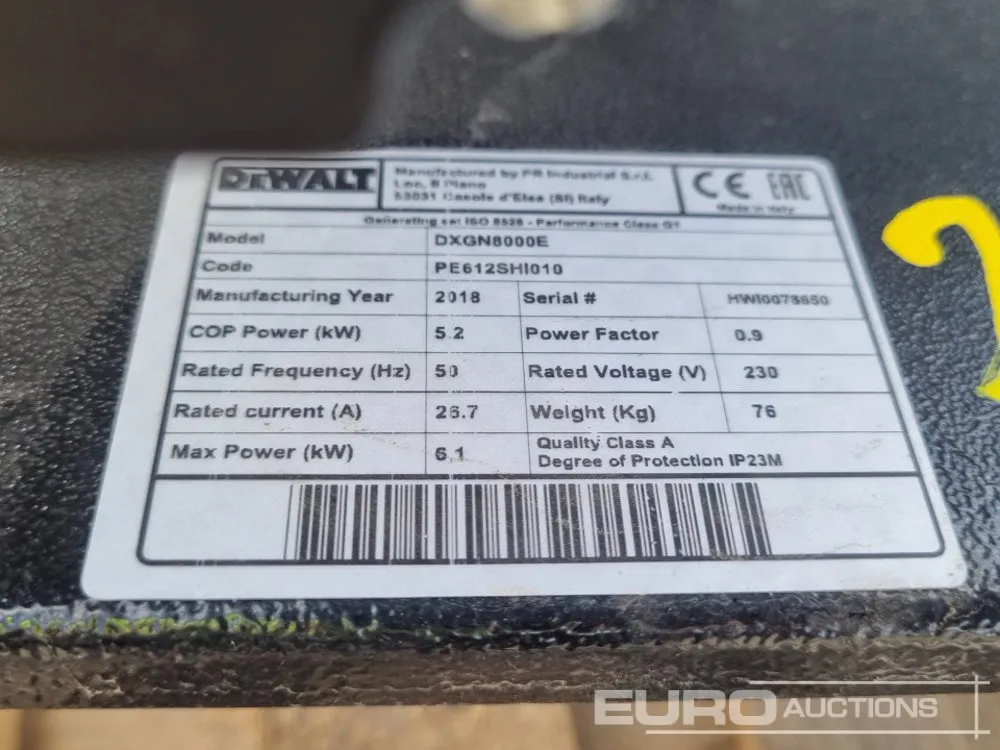 DEWALT
Manufactured by PR Industrial S.r.l.
Loc. Il Piano
53031 Casole d'Elsa (SI) Italy
CE EAC
Made in Italy
Generating set ISO 8528 - Performance Class G1
Model DXGN8000E
Code PE612SHI010
Manufacturing Year 2018 Serial # HWI0078650
COP Power (kW) 5.2 Power Factor 0.9
Rated Frequency (Hz) 50 Rated Voltage (V) 230
Rated current (A) 26.7 Weight (Kg) 76
Max Power (kW) 6.1 Quality Class A
Degree of Protection IP23M
EURO AUCTIONS